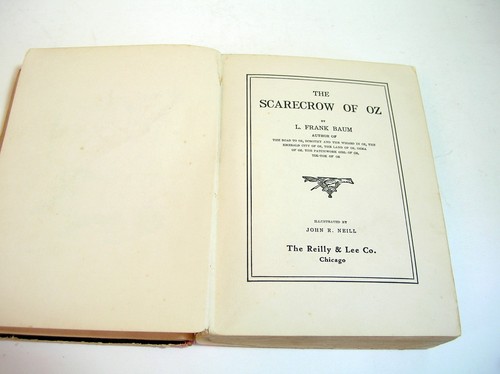 THE
SCARECROW OF OZ
BY
L. FRANK BAUM
AUTHOR OF
THE ROAD TO OZ, DOROTHY AND THE WIZARD IN OZ, THE
EMERALD CITY OF OZ, THE LAND OF OZ, OZMA
OF OZ, THE PATCHWORK GIRL OF OZ,
TIK-TOK OF OZ
ILLUSTRATED BY
JOHN R. NEILL
The Reilly & Lee Co.
Chicago